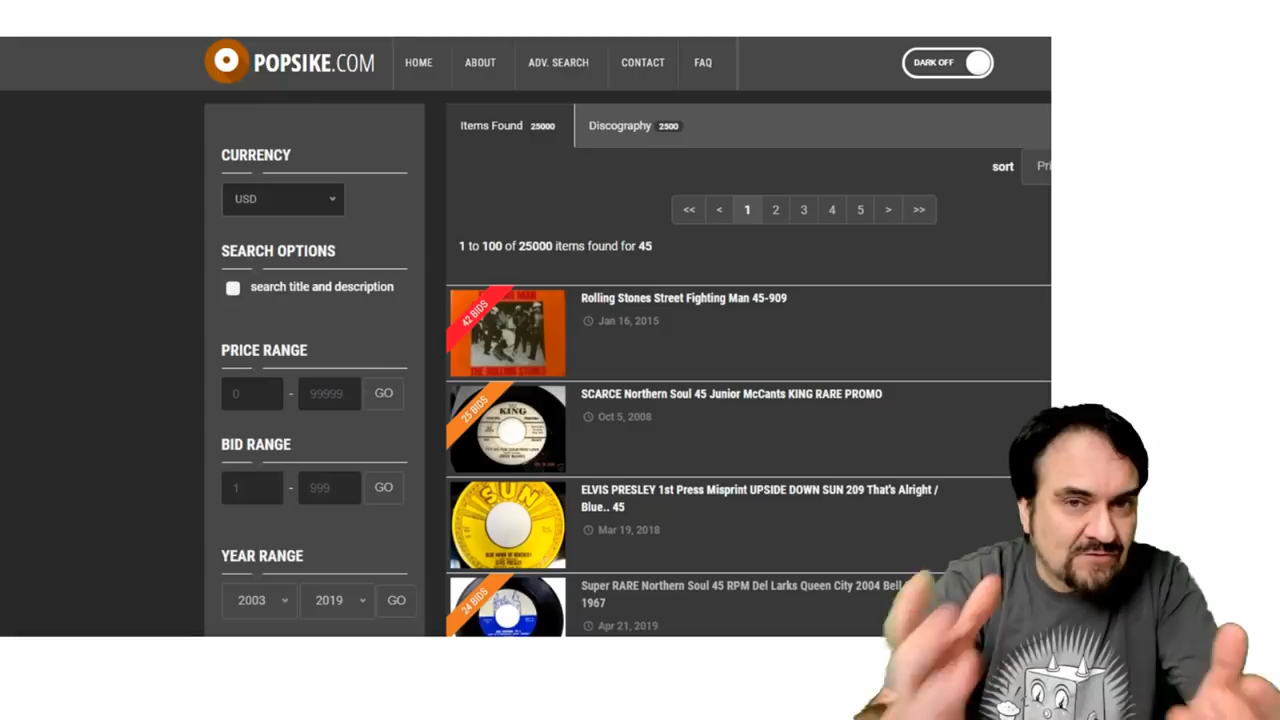 POPSIKE.COM
HOME
ABOUT
ADV. SEARCH
CONTACT
FAQ
DARK OFF
CURRENCY
USD
SEARCH OPTIONS
search title and description
PRICE RANGE
0 - 99999 GO
BID RANGE
1 - 999 GO
YEAR RANGE
2003 2019 GO
Items Found 25000
Discography 2500
sort
<< < 1 2 3 4 5 > >>
1 to 100 of 25000 items found for 45
42 BIDS
THE ROLLING STONES
Rolling Stones Street Fighting Man 45-909
Jan 16, 2015
25 BIDS
KING
SCARCE Northern Soul 45 Junior McCants KING RARE PROMO
Oct 5, 2008
SUN
ELVIS PRESLEY 1st Press Misprint UPSIDE DOWN SUN 209 That's Alright /
Blue.. 45
Mar 19, 2018
24 BIDS
Super RARE Northern Soul 45 RPM Del Larks Queen City 2004 Bell
1967
Apr 21, 2019